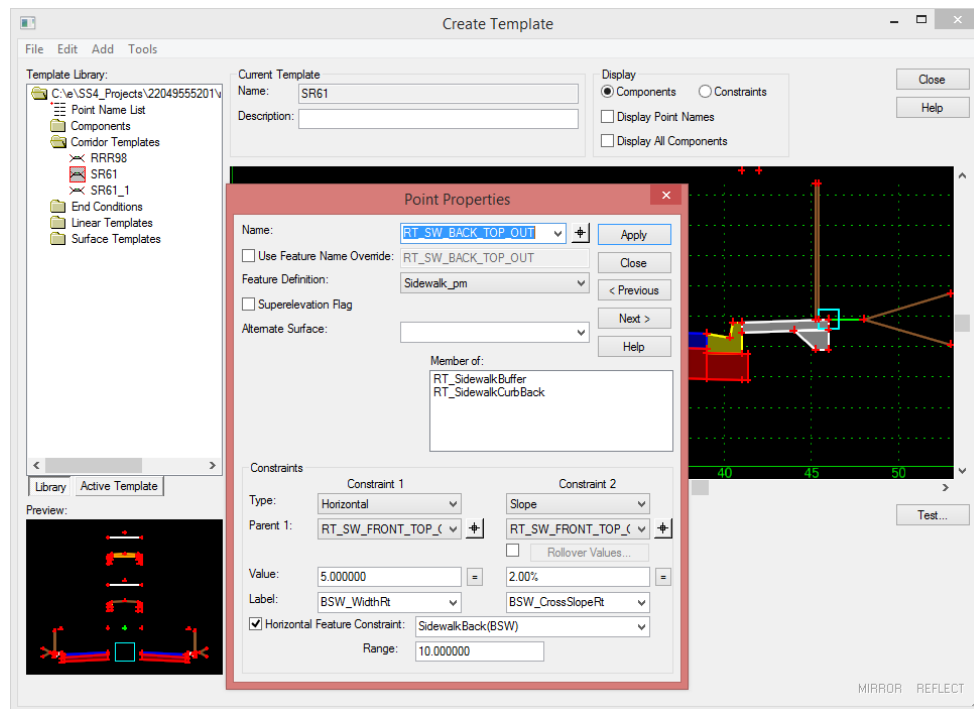 Create Template
File Edit Add Tools
Template Library:
C:\e\SS4_Projects\22049555201\
Point Name List
Components
Corridor Templates
RRR98
SR61
SR61_1
End Conditions
Linear Templates
Surface Templates
Library Active Template
Preview:
Current Template
Name: SR61
Description:
Display
Components Constraints
Display Point Names
Display All Components
Close
Help
Point Properties
Name: RT_SW_BACK_TOP_OUT
Use Feature Name Override: RT_SW_BACK_TOP_OUT
Feature Definition: Sidewalk_pm
Superelevation Flag
Alternate Surface:
Apply
Close
< Previous
Next >
Help
Member of:
RT_SidewalkBuffer
RT_SidewalkCurbBack
Constraints
Constraint 1 Constraint 2
Type: Horizontal Slope
Parent 1: RT_SW_FRONT_TOP_( RT_SW_FRONT_TOP_(
Rollover Values...
Value: 5.000000 = 2.00% =
Label: BSW_WidthRt BSW_CrossSlopeRt
Horizontal Feature Constraint: SidewalkBack(BSW)
Range: 10.000000
40 45 50
Test...
MIRROR REFLECT